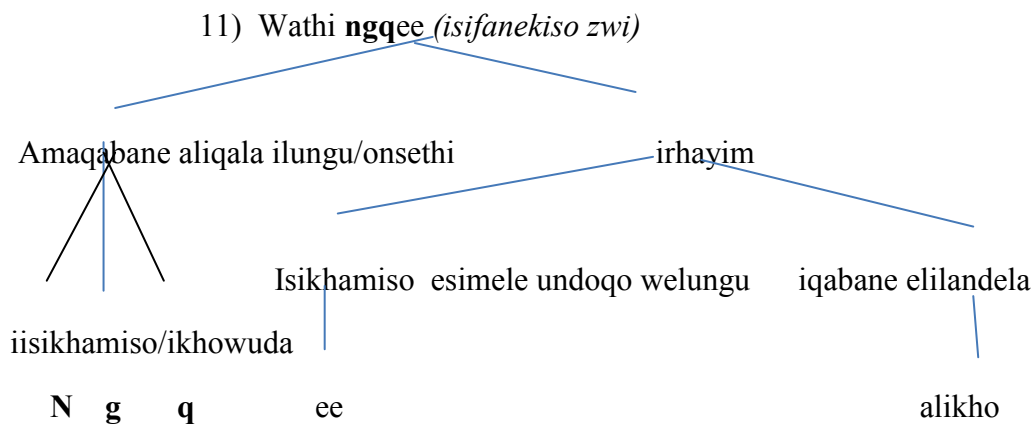 11) Wathi ngqee (isifanekiso zwi)
Amaqabane aliqala ilungu/onsethi irhayim
Isikhamiso esimele undoqo welungu iqabane elilandela
iisikhamiso/ikhowuda
N g q ee alikho